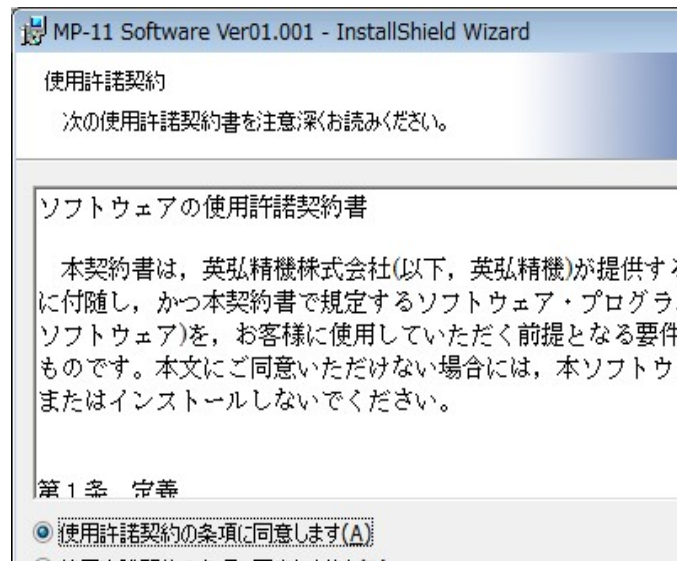 MP-11 Software Ver01.001 - InstallShield Wizard
使用許諾契約
次の使用許諾契約書を注意深くお読みください。
ソフトウェアの使用許諾契約書
本契約書は，英弘精機株式会社(以下，英弘精機)が提供する
に付随し，かつ本契約書で規定するソフトウェア・プログラ
ソフトウェア)を，お客様に使用していただく前提となる要件
ものです。本文にご同意いただけない場合には，本ソフトウ
またはインストールしないでください。
第１条　定義
使用許諾契約の条項に同意します(A)